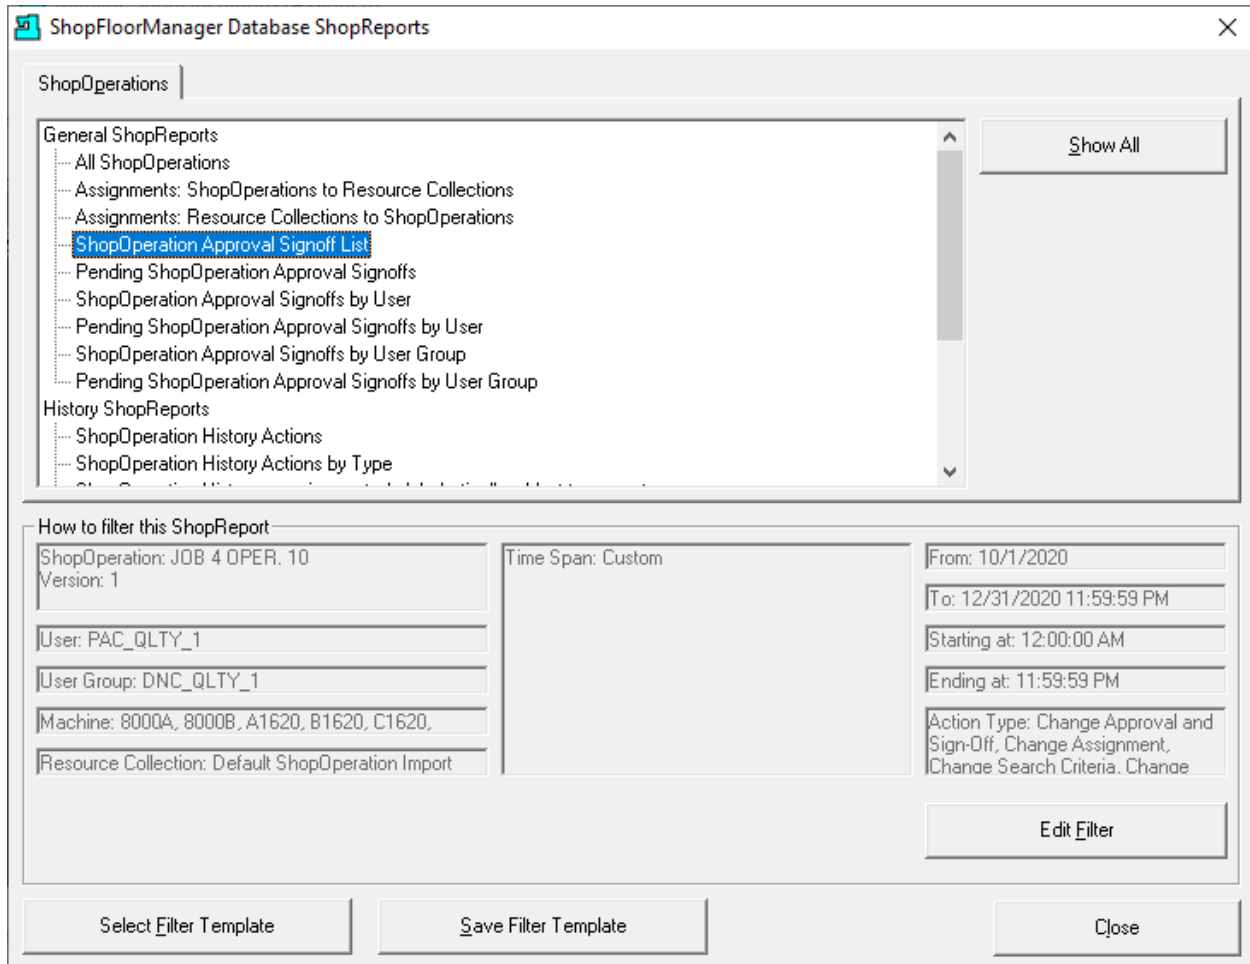 ShopFloorManager Database ShopReports
ShopOperations
General ShopReports
All ShopOperations
Assignments: ShopOperations to Resource Collections
Assignments: Resource Collections to ShopOperations
ShopOperation Approval Signoff List
Pending ShopOperation Approval Signoffs
ShopOperation Approval Signoffs by User
Pending ShopOperation Approval Signoffs by User
ShopOperation Approval Signoffs by User Group
Pending ShopOperation Approval Signoffs by User Group
History ShopReports
ShopOperation History Actions
ShopOperation History Actions by Type
Show All
How to filter this ShopReport
ShopOperation: JOB 4 OPER. 10
Version: 1
User: PAC_QLTY_1
User Group: DNC_QLTY_1
Machine: 8000A, 8000B, A1620, B1620, C1620,
Resource Collection: Default ShopOperation Import
Time Span: Custom
From: 10/1/2020
To: 12/31/2020 11:59:59 PM
Starting at: 12:00:00 AM
Ending at: 11:59:59 PM
Action Type: Change Approval and
Sign-Off, Change Assignment,
Change Search Criteria, Change
Edit Filter
Select Filter Template
Save Filter Template
Close